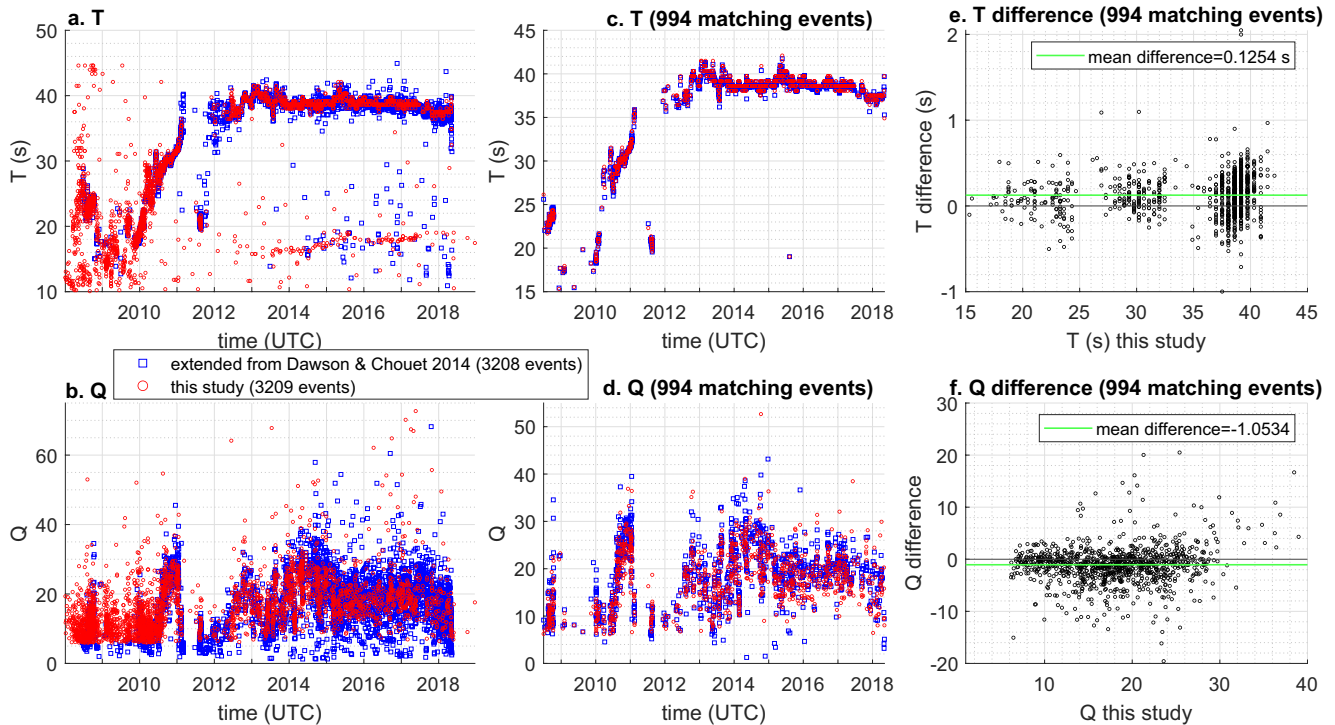 a. T
50
40
30
20
10
T (s)
2010 2012 2014 2016 2018
time (UTC)
c. T (994 matching events)
45
40
35
30
25
20
15
T (s)
2010 2012 2014 2016 2018
time (UTC)
e. T difference (994 matching events)
mean difference=0.1254 s
2
1
0
-1
T difference (s)
15 20 25 30 35 40 45
T (s) this study
extended from Dawson & Chouet 2014 (3208 events)
this study (3209 events)
b. Q
60
40
20
0
Q
2010 2012 2014 2016 2018
time (UTC)
d. Q (994 matching events)
50
40
30
20
10
0
Q
2010 2012 2014 2016 2018
time (UTC)
f. Q difference (994 matching events)
mean difference=-1.0534
30
20
10
0
-10
-20
Q difference
10 20 30 40
Q this study